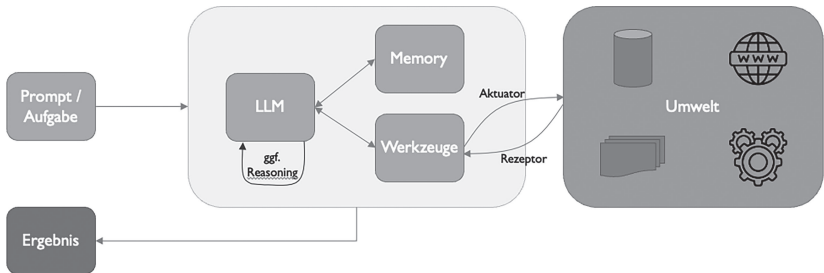 Prompt /
Aufgabe
LLM
ggf.
Reasoning
Memory
Werkzeuge
Aktuator
Rezeptor
Umwelt
WWW
Ergebnis